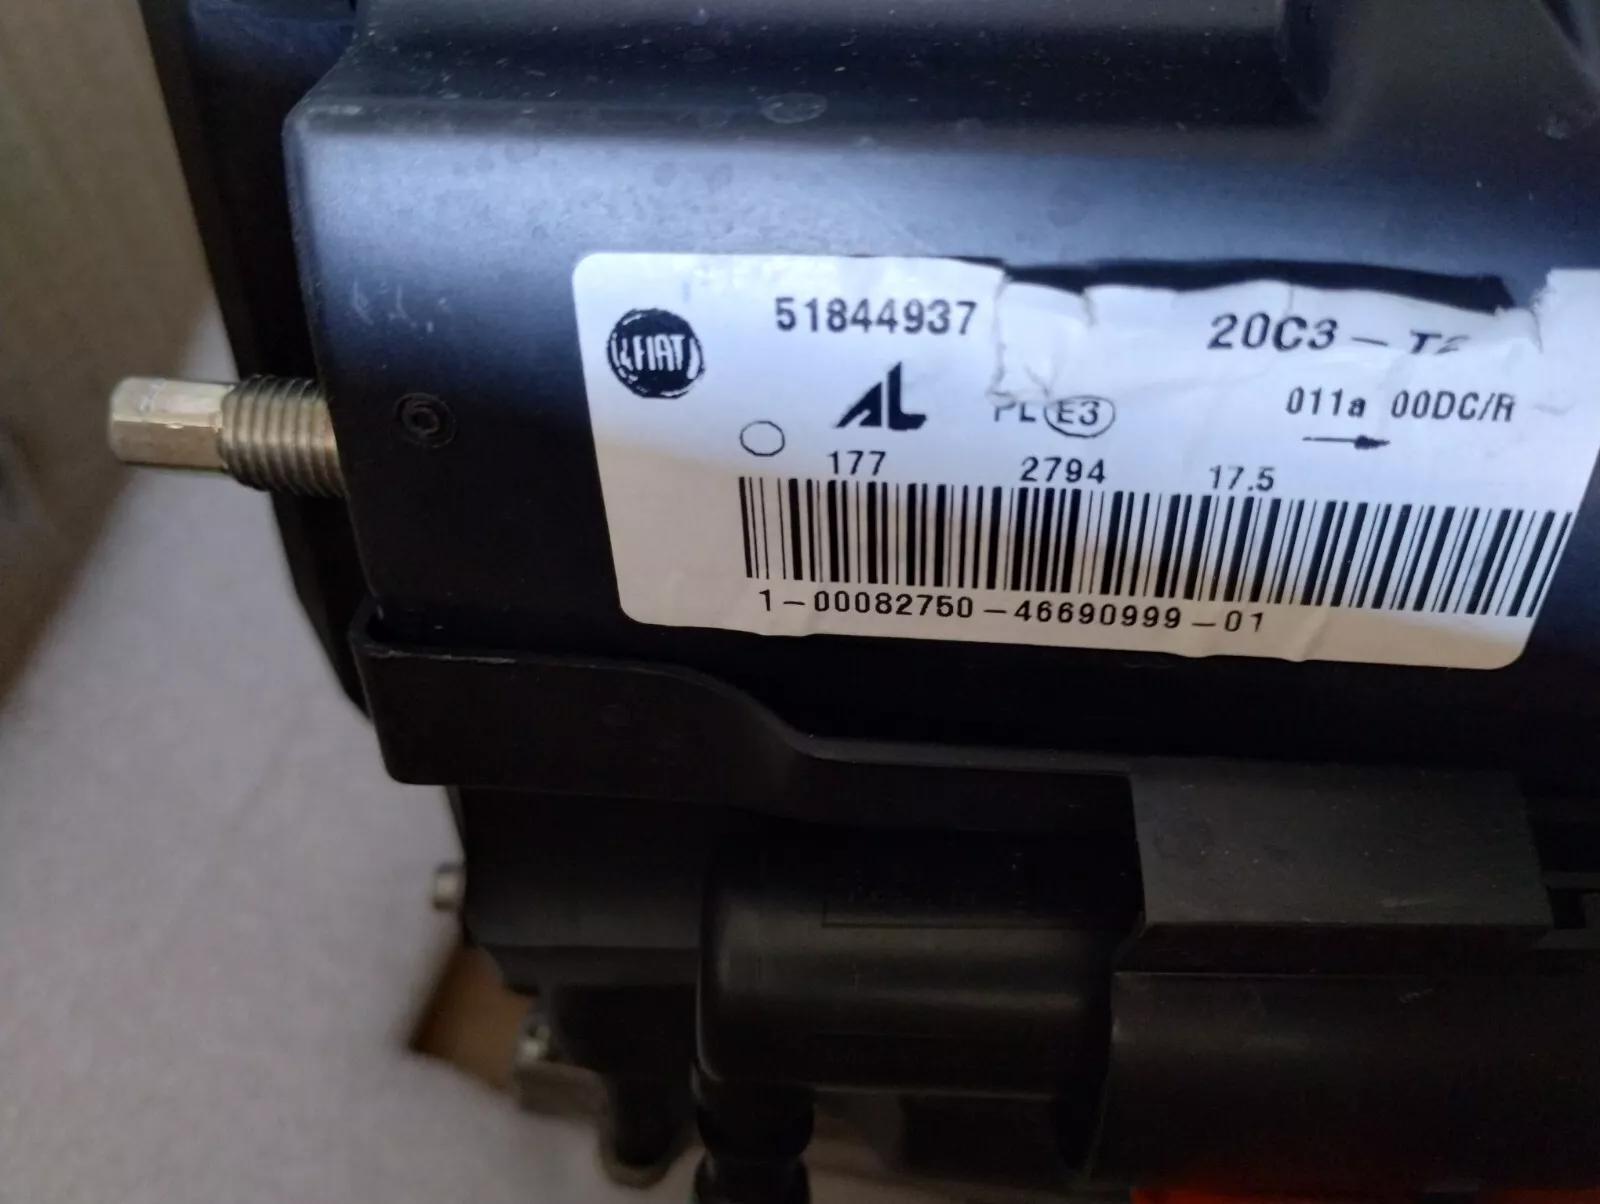 51844937 20C3-
FIAT
AL PL E3 011a 00DC/R
177 2794 17.5
1-00082750-46690999-01